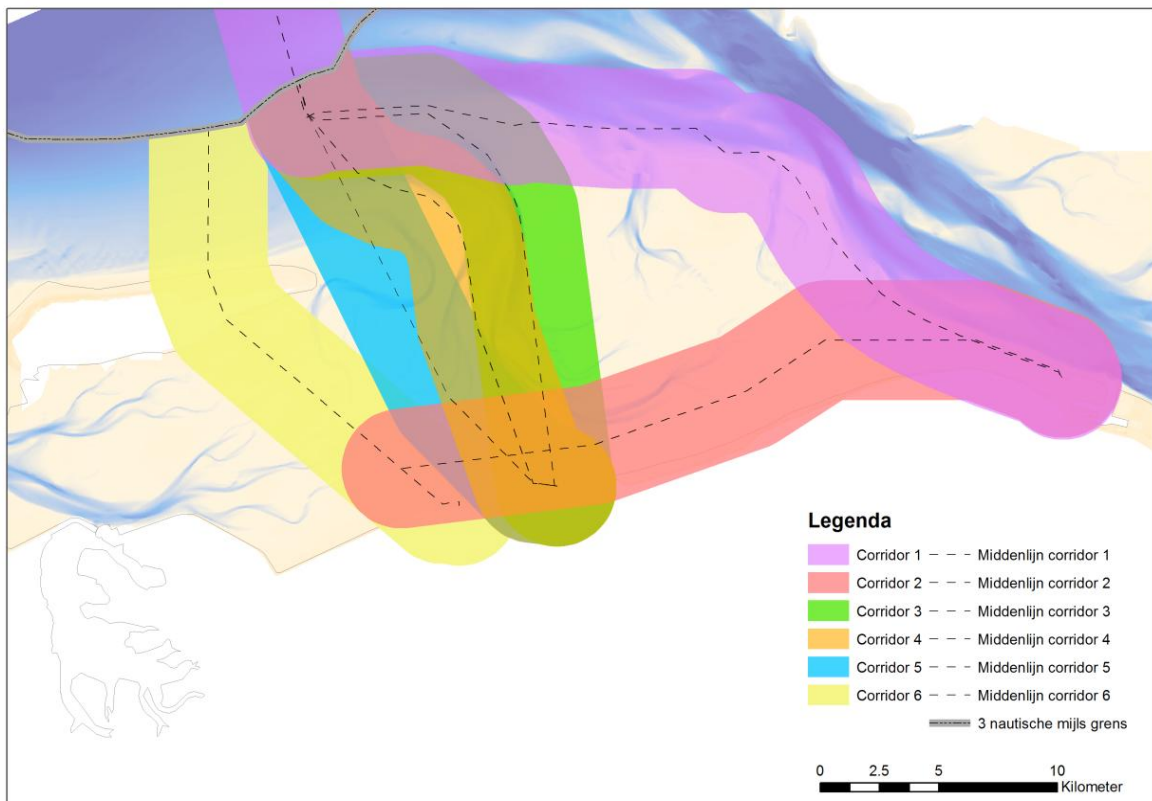 Legenda
Corridor 1 Middenlijn corridor 1
Corridor 2 Middenlijn corridor 2
Corridor 3 Middenlijn corridor 3
Corridor 4 Middenlijn corridor 4
Corridor 5 Middenlijn corridor 5
Corridor 6 Middenlijn corridor 6
3 nautische mijls grens
0 2.5 5 10
Kilometer